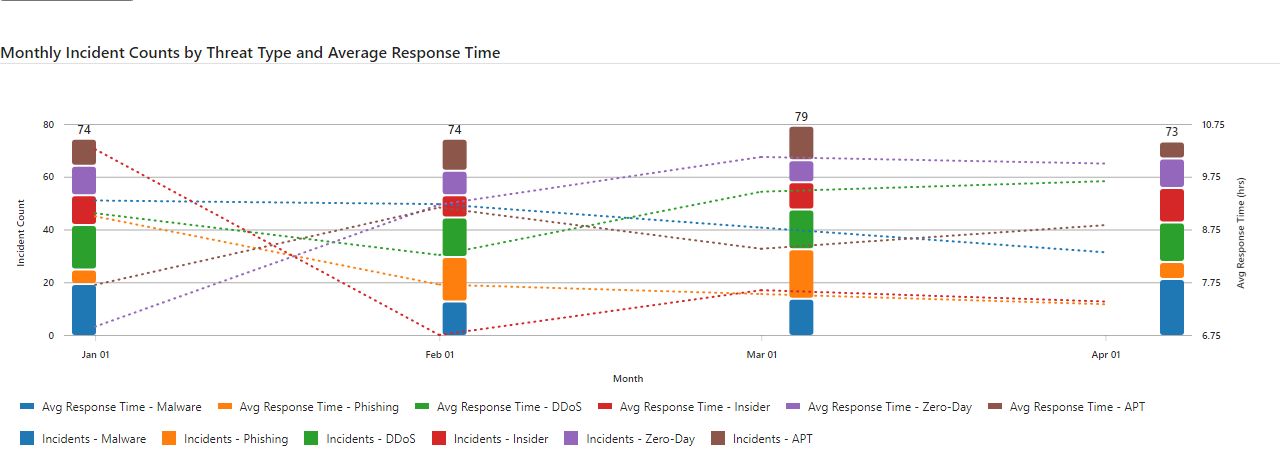 Monthly Incident Counts by Threat Type and Average Response Time
74 74 79 73
80 10.75
60 9.75
40 8.75
20 7.75
0 6.75
Incident Count
Avg Response Time (hrs)
Jan 01 Feb 01 Mar 01 Apr 01
Month
Avg Response Time - Malware Avg Response Time - Phishing Avg Response Time - DDoS Avg Response Time - Insider Avg Response Time - Zero-Day Avg Response Time - APT
Incidents - Malware Incidents - Phishing Incidents - DDoS Incidents - Insider Incidents - Zero-Day Incidents - APT